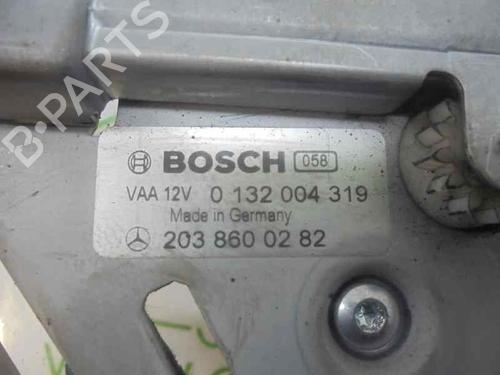 B-PARTS
BOSCH 058
VAA 12V 0 132 004 319
Made in Germany
203 860 02 82